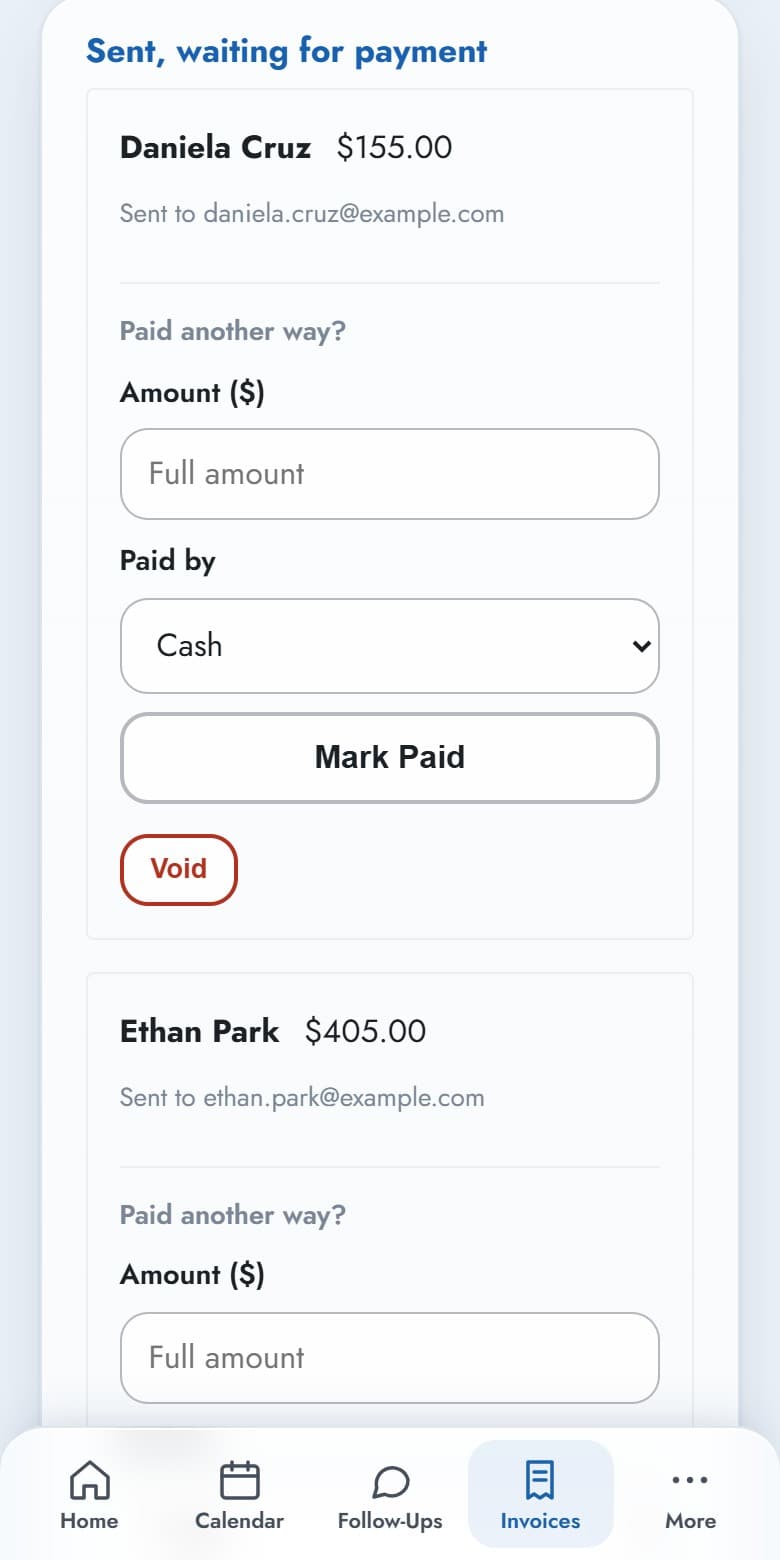 Sent, waiting for payment
Daniela Cruz $155.00
Sent to daniela.cruz@example.com
Paid another way?
Amount ($)
Full amount
Paid by
Cash
Mark Paid
Void
Ethan Park $405.00
Sent to ethan.park@example.com
Paid another way?
Amount ($)
Full amount
Home Calendar Follow-Ups Invoices More